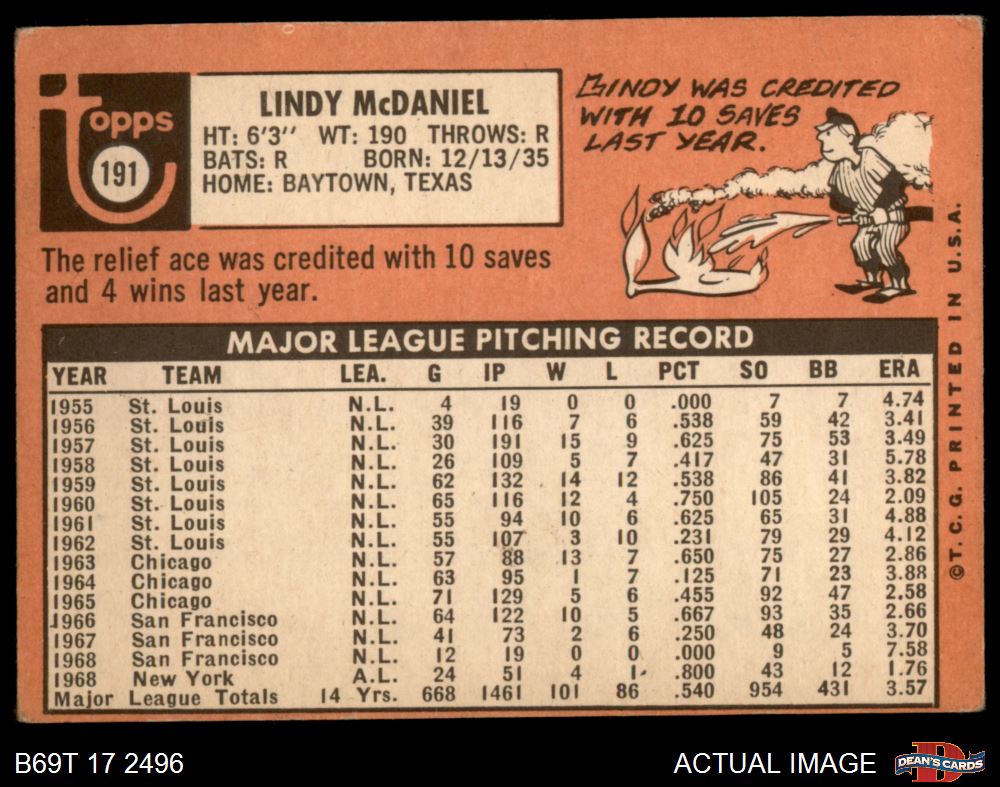 Topps
191
LINDY McDANIEL
HT: 6'3" WT: 190 THROWS: R
BATS: R BORN: 12/13/35
HOME: BAYTOWN, TEXAS
LINDY WAS CREDITED
WITH 10 SAVES
LAST YEAR.
The relief ace was credited with 10 saves
and 4 wins last year.
MAJOR LEAGUE PITCHING RECORD
YEAR TEAM LEA. G IP W L PCT SO BB ERA
1955 St. Louis N.L. 4 19 0 0 .000 7 7 4.74
1956 St. Louis N.L. 39 116 7 6 .538 59 42 3.41
1957 St. Louis N.L. 30 191 15 9 .625 75 53 3.49
1958 St. Louis N.L. 26 109 5 7 .417 47 31 5.78
1959 St. Louis N.L. 62 132 14 12 .538 86 41 3.82
1960 St. Louis N.L. 65 116 12 4 .750 105 24 2.09
1961 St. Louis N.L. 55 94 10 6 .625 65 31 4.88
1962 St. Louis N.L. 55 107 3 10 .231 79 29 4.12
1963 Chicago N.L. 57 88 13 7 .650 75 27 2.86
1964 Chicago N.L. 63 95 1 7 .125 71 23 3.88
1965 Chicago N.L. 71 129 5 6 .455 92 47 2.58
1966 San Francisco N.L. 64 122 10 5 .667 93 35 2.66
1967 San Francisco N.L. 41 73 2 6 .250 48 24 3.70
1968 San Francisco N.L. 12 19 0 0 .000 9 5 7.58
1968 New York A.L. 24 51 4 1 .800 43 12 1.76
Major League Totals 14 Yrs. 668 1461 101 86 .540 954 431 3.57
©T. C. G. PRINTED IN U.S.A.
B69T 17 2496
ACTUAL IMAGE
DEAN'S CARDS